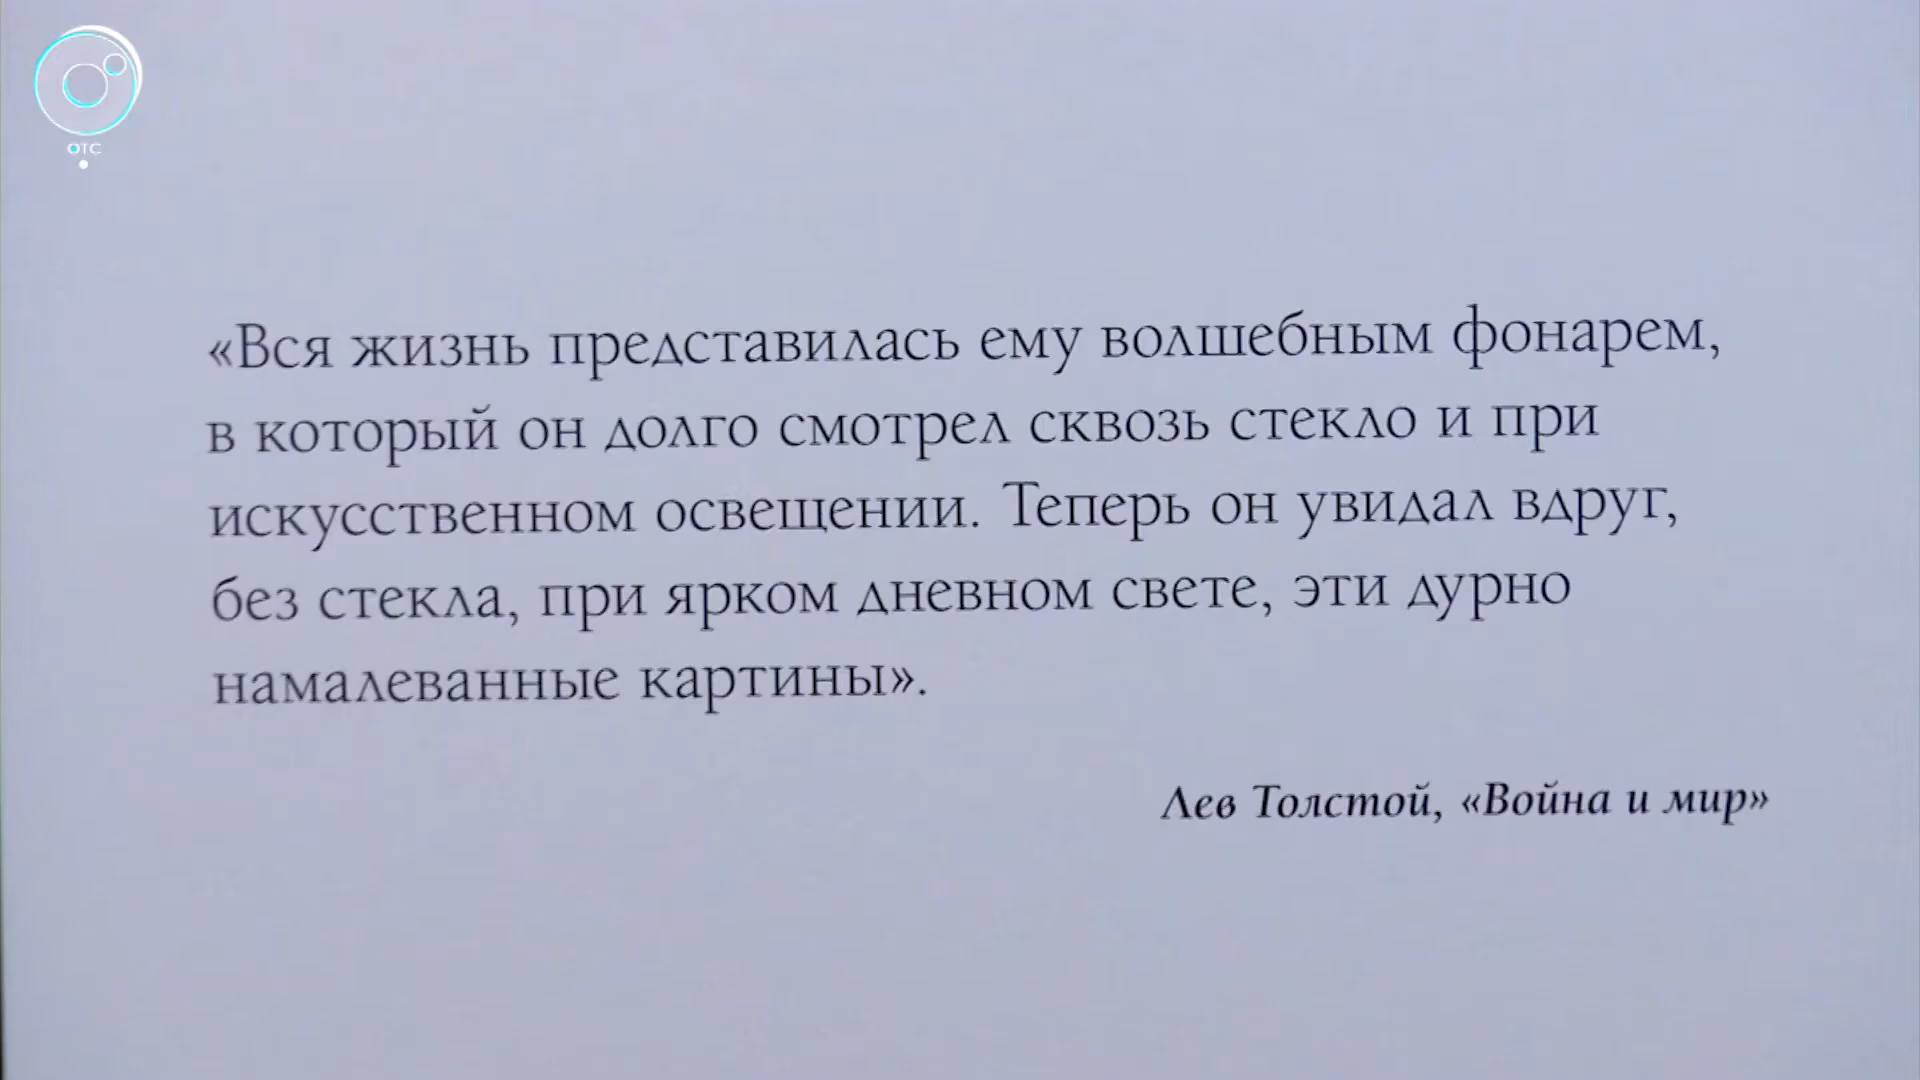 ОТС
«Вся жизнь представилась ему волшебным фонарем,
в который он долго смотрел сквозь стекло и при
искусственном освещении. Теперь он увидал вдруг,
без стекла, при ярком дневном свете, эти дурно
намалеванные картины».
Лев Толстой, «Война и мир»